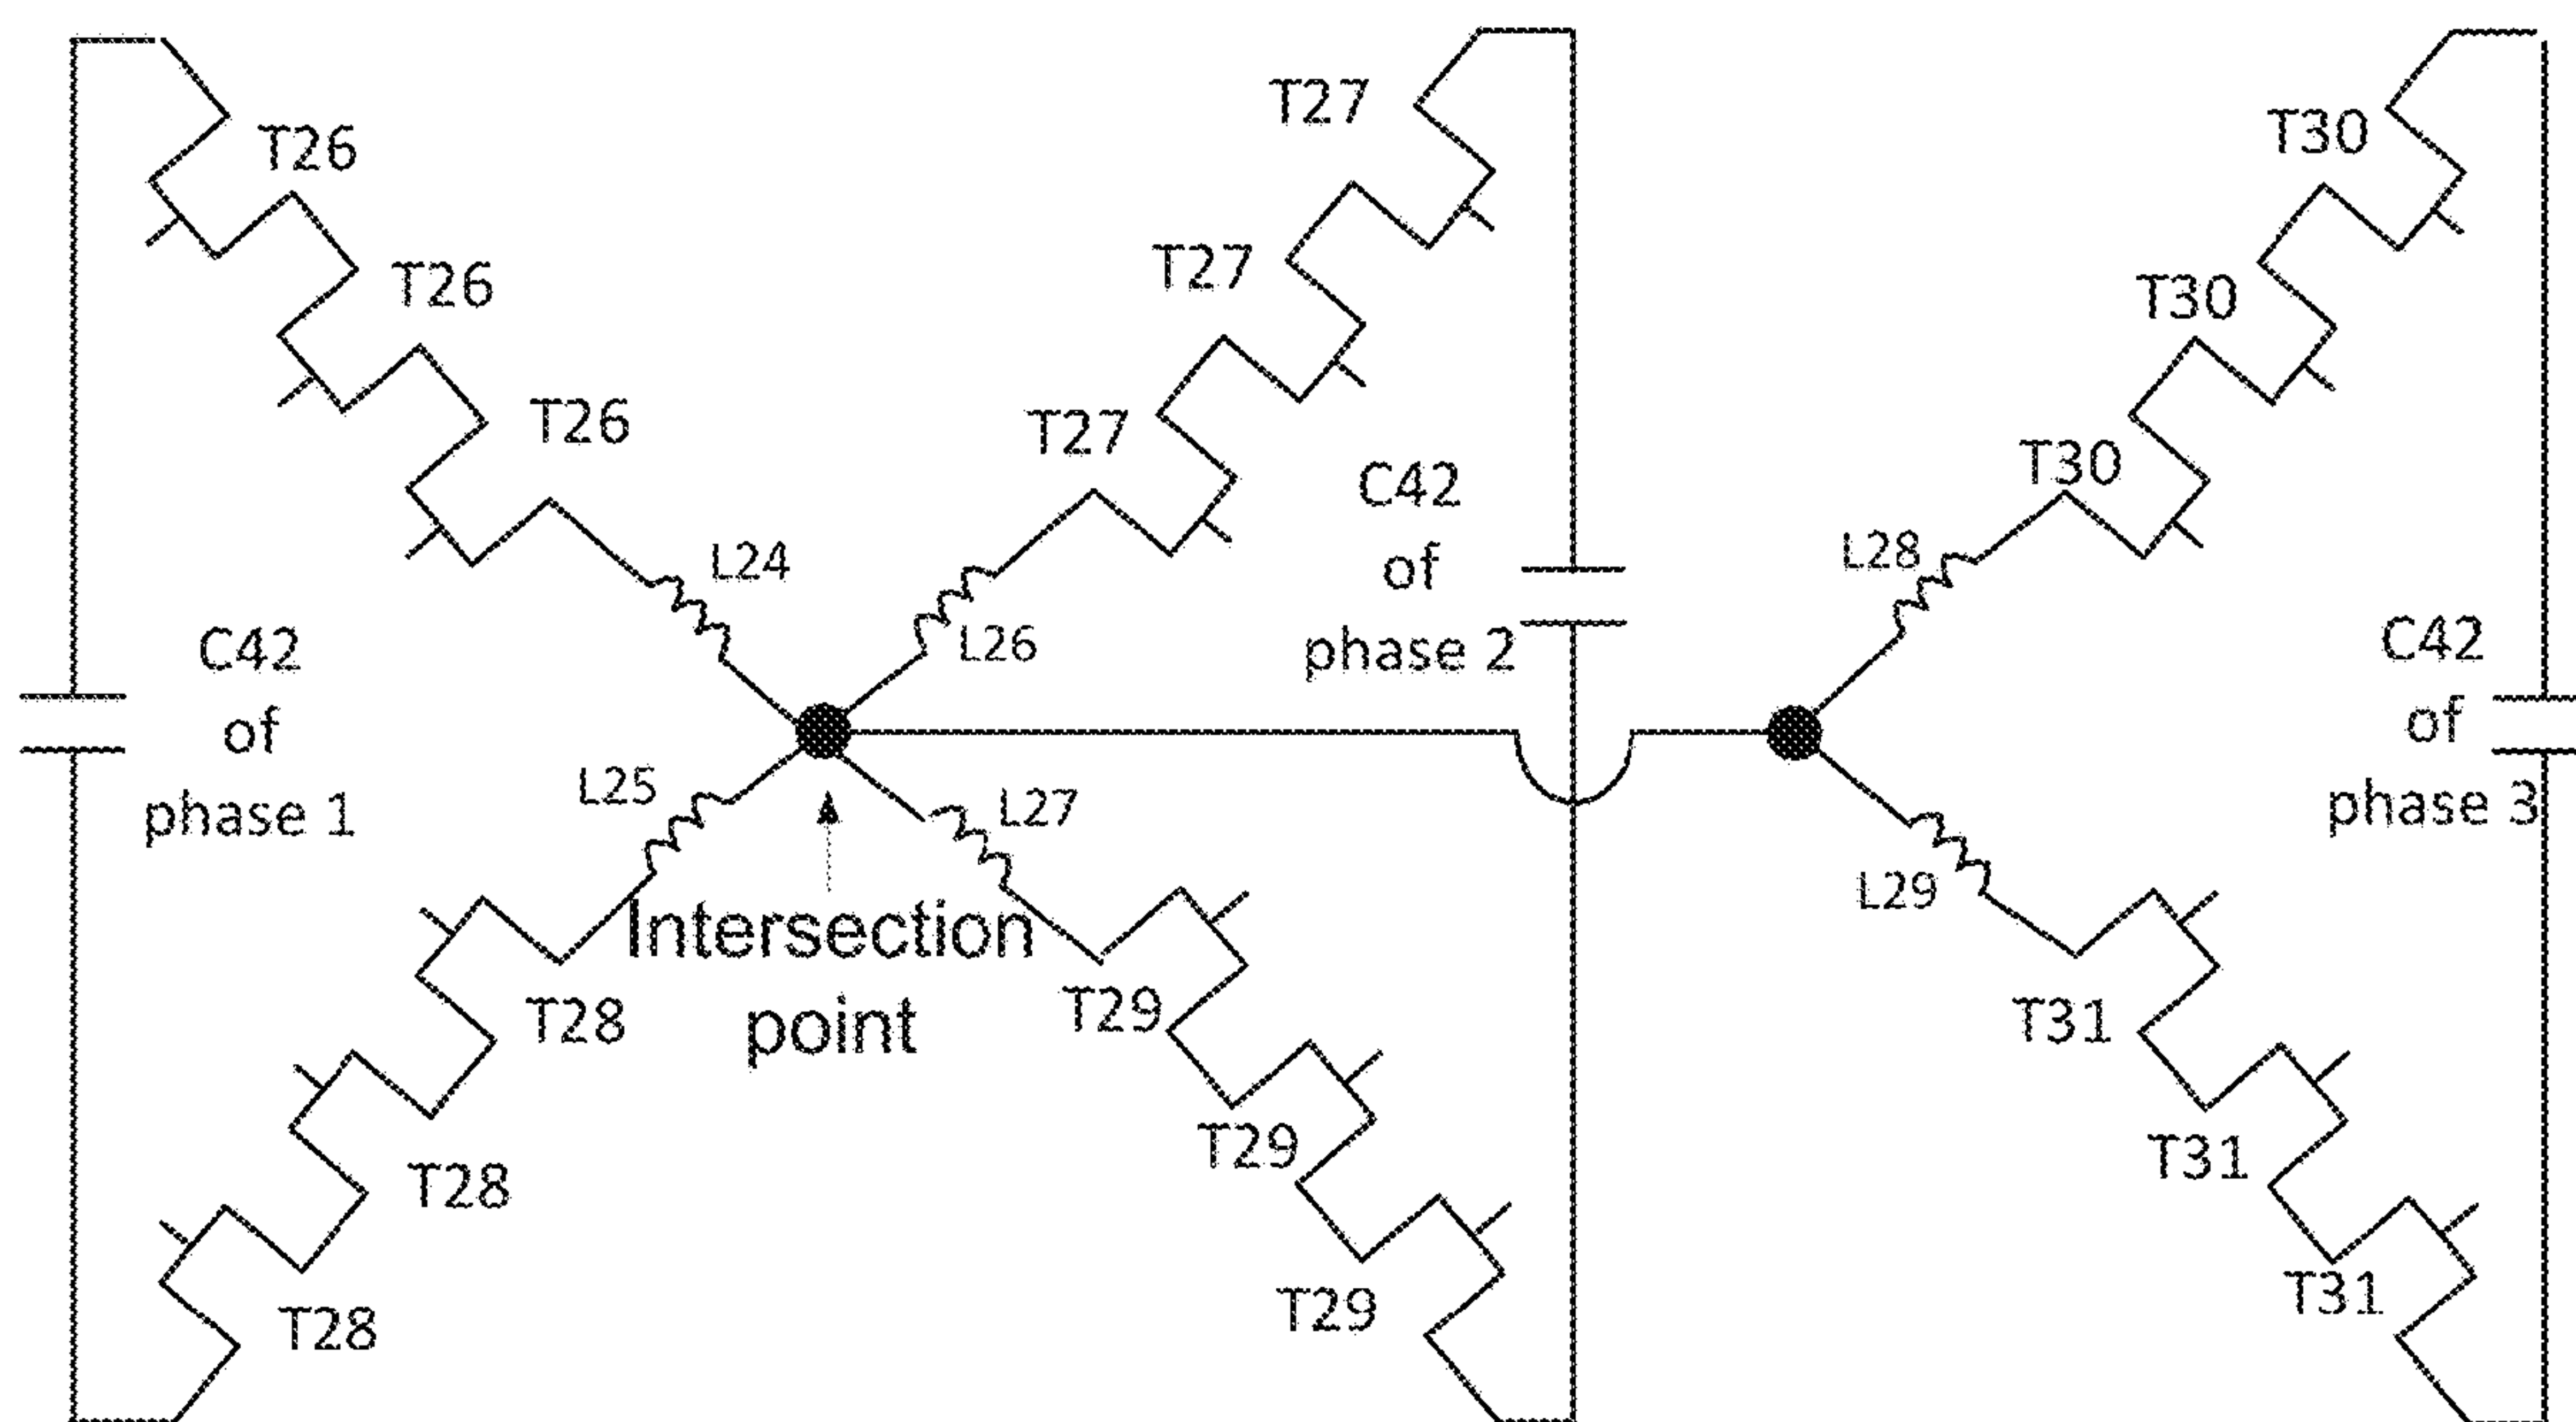 T26
T26
T26
L24
T27
T27
T27
L26
C42
of
phase 1
C42
of
phase 2
L25
L27
Intersection
point
T28
T28
T28
T29
T29
T29
T30
T30
T30
L28
C42
of
phase 3
L29
T31
T31
T31